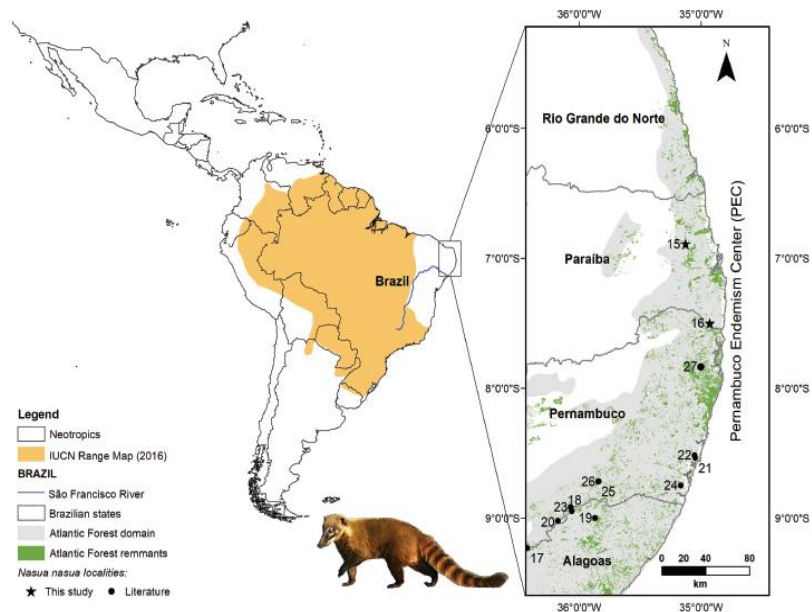 36°0'0"W
35°0'0"W
N
Rio Grande do Norte
6°0'0"S
6°0'0"S
15
Paraíba
7°0'0"S
7°0'0"S
Brazil
16
27
8°0'0"S
8°0'0"S
Pernambuco
22
21
26
25
24
18
23
19
20
9°0'0"S
9°0'0"S
17
Alagoas
Pernambuco Endemism Center (PEC)
0 20 40 80
km
36°0'0"W
35°0'0"W
Legend
Neotropics
IUCN Range Map (2016)
BRAZIL
São Francisco River
Brazilian states
Atlantic Forest domain
Atlantic Forest remnants
Nasua nasua localities:
This study
Literature